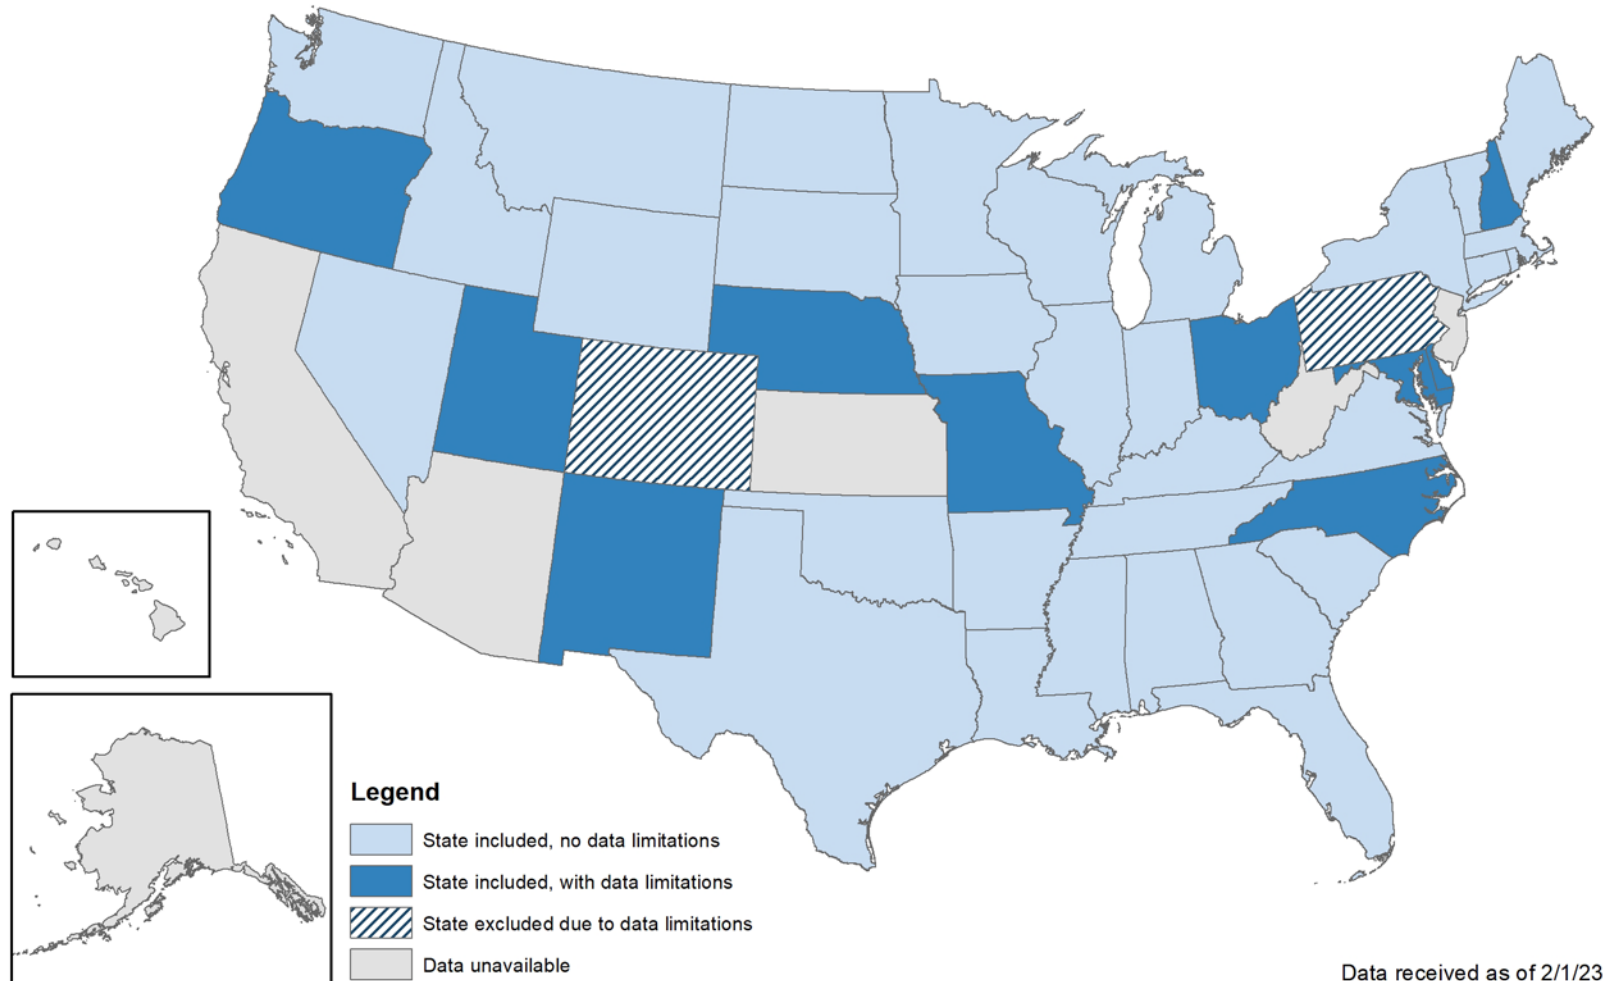 Legend
State included, no data limitations
State included, with data limitations
State excluded due to data limitations
Data unavailable
Data received as of 2/1/23